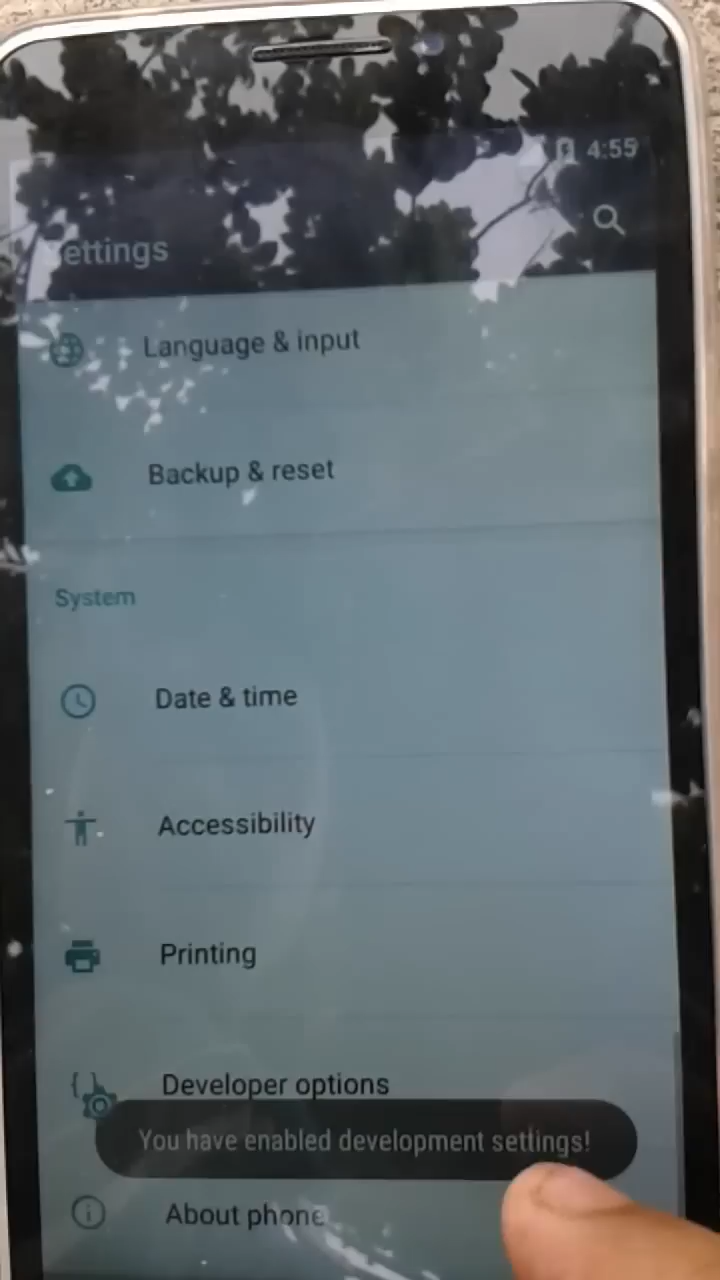 4:55
Settings
Language & input
Backup & reset
System
Date & time
Accessibility
Printing
Developer options
You have enabled development settings!
About phone